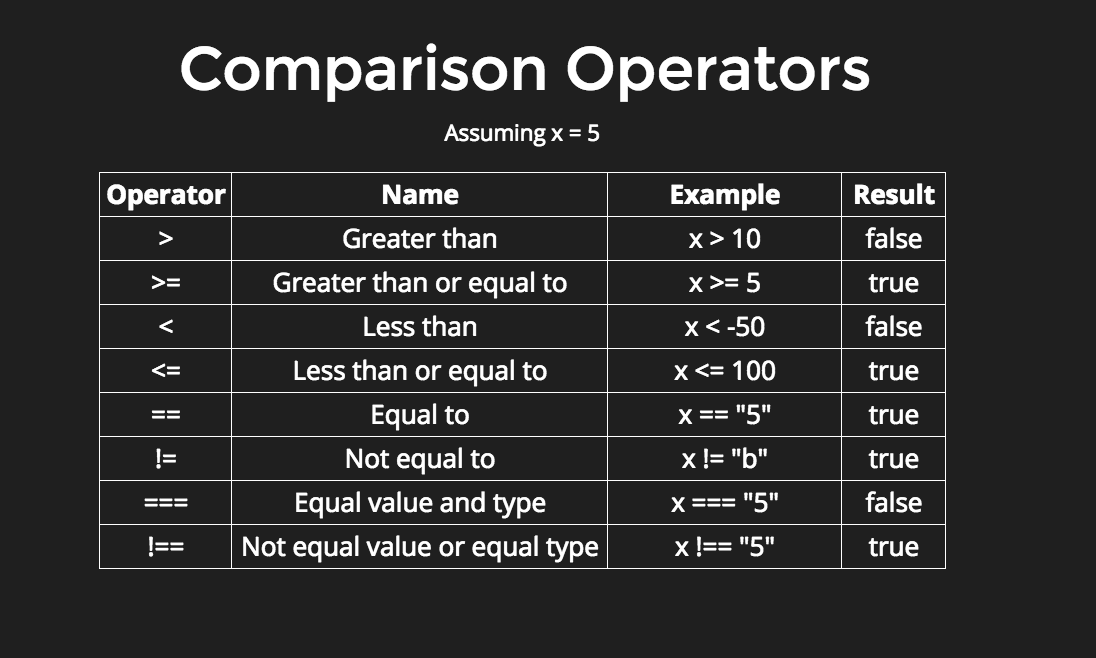 Comparison Operators
Assuming x = 5
Operator Name Example Result
> Greater than x > 10 false
>= Greater than or equal to x >= 5 true
< Less than x < -50 false
<= Less than or equal to x <= 100 true
== Equal to x == "5" true
!= Not equal to x != "b" true
=== Equal value and type x === "5" false
!== Not equal value or equal type x !== "5" true